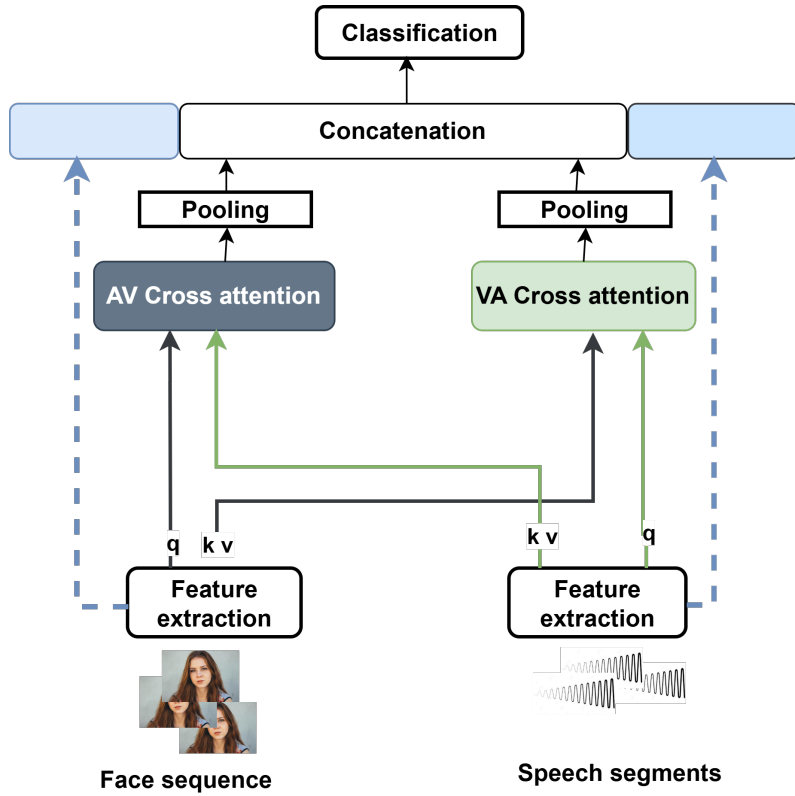 Classification
Concatenation
Pooling
Pooling
AV Cross attention
VA Cross attention
q
k v
k v
q
Feature
extraction
Feature
extraction
Face sequence
Speech segments